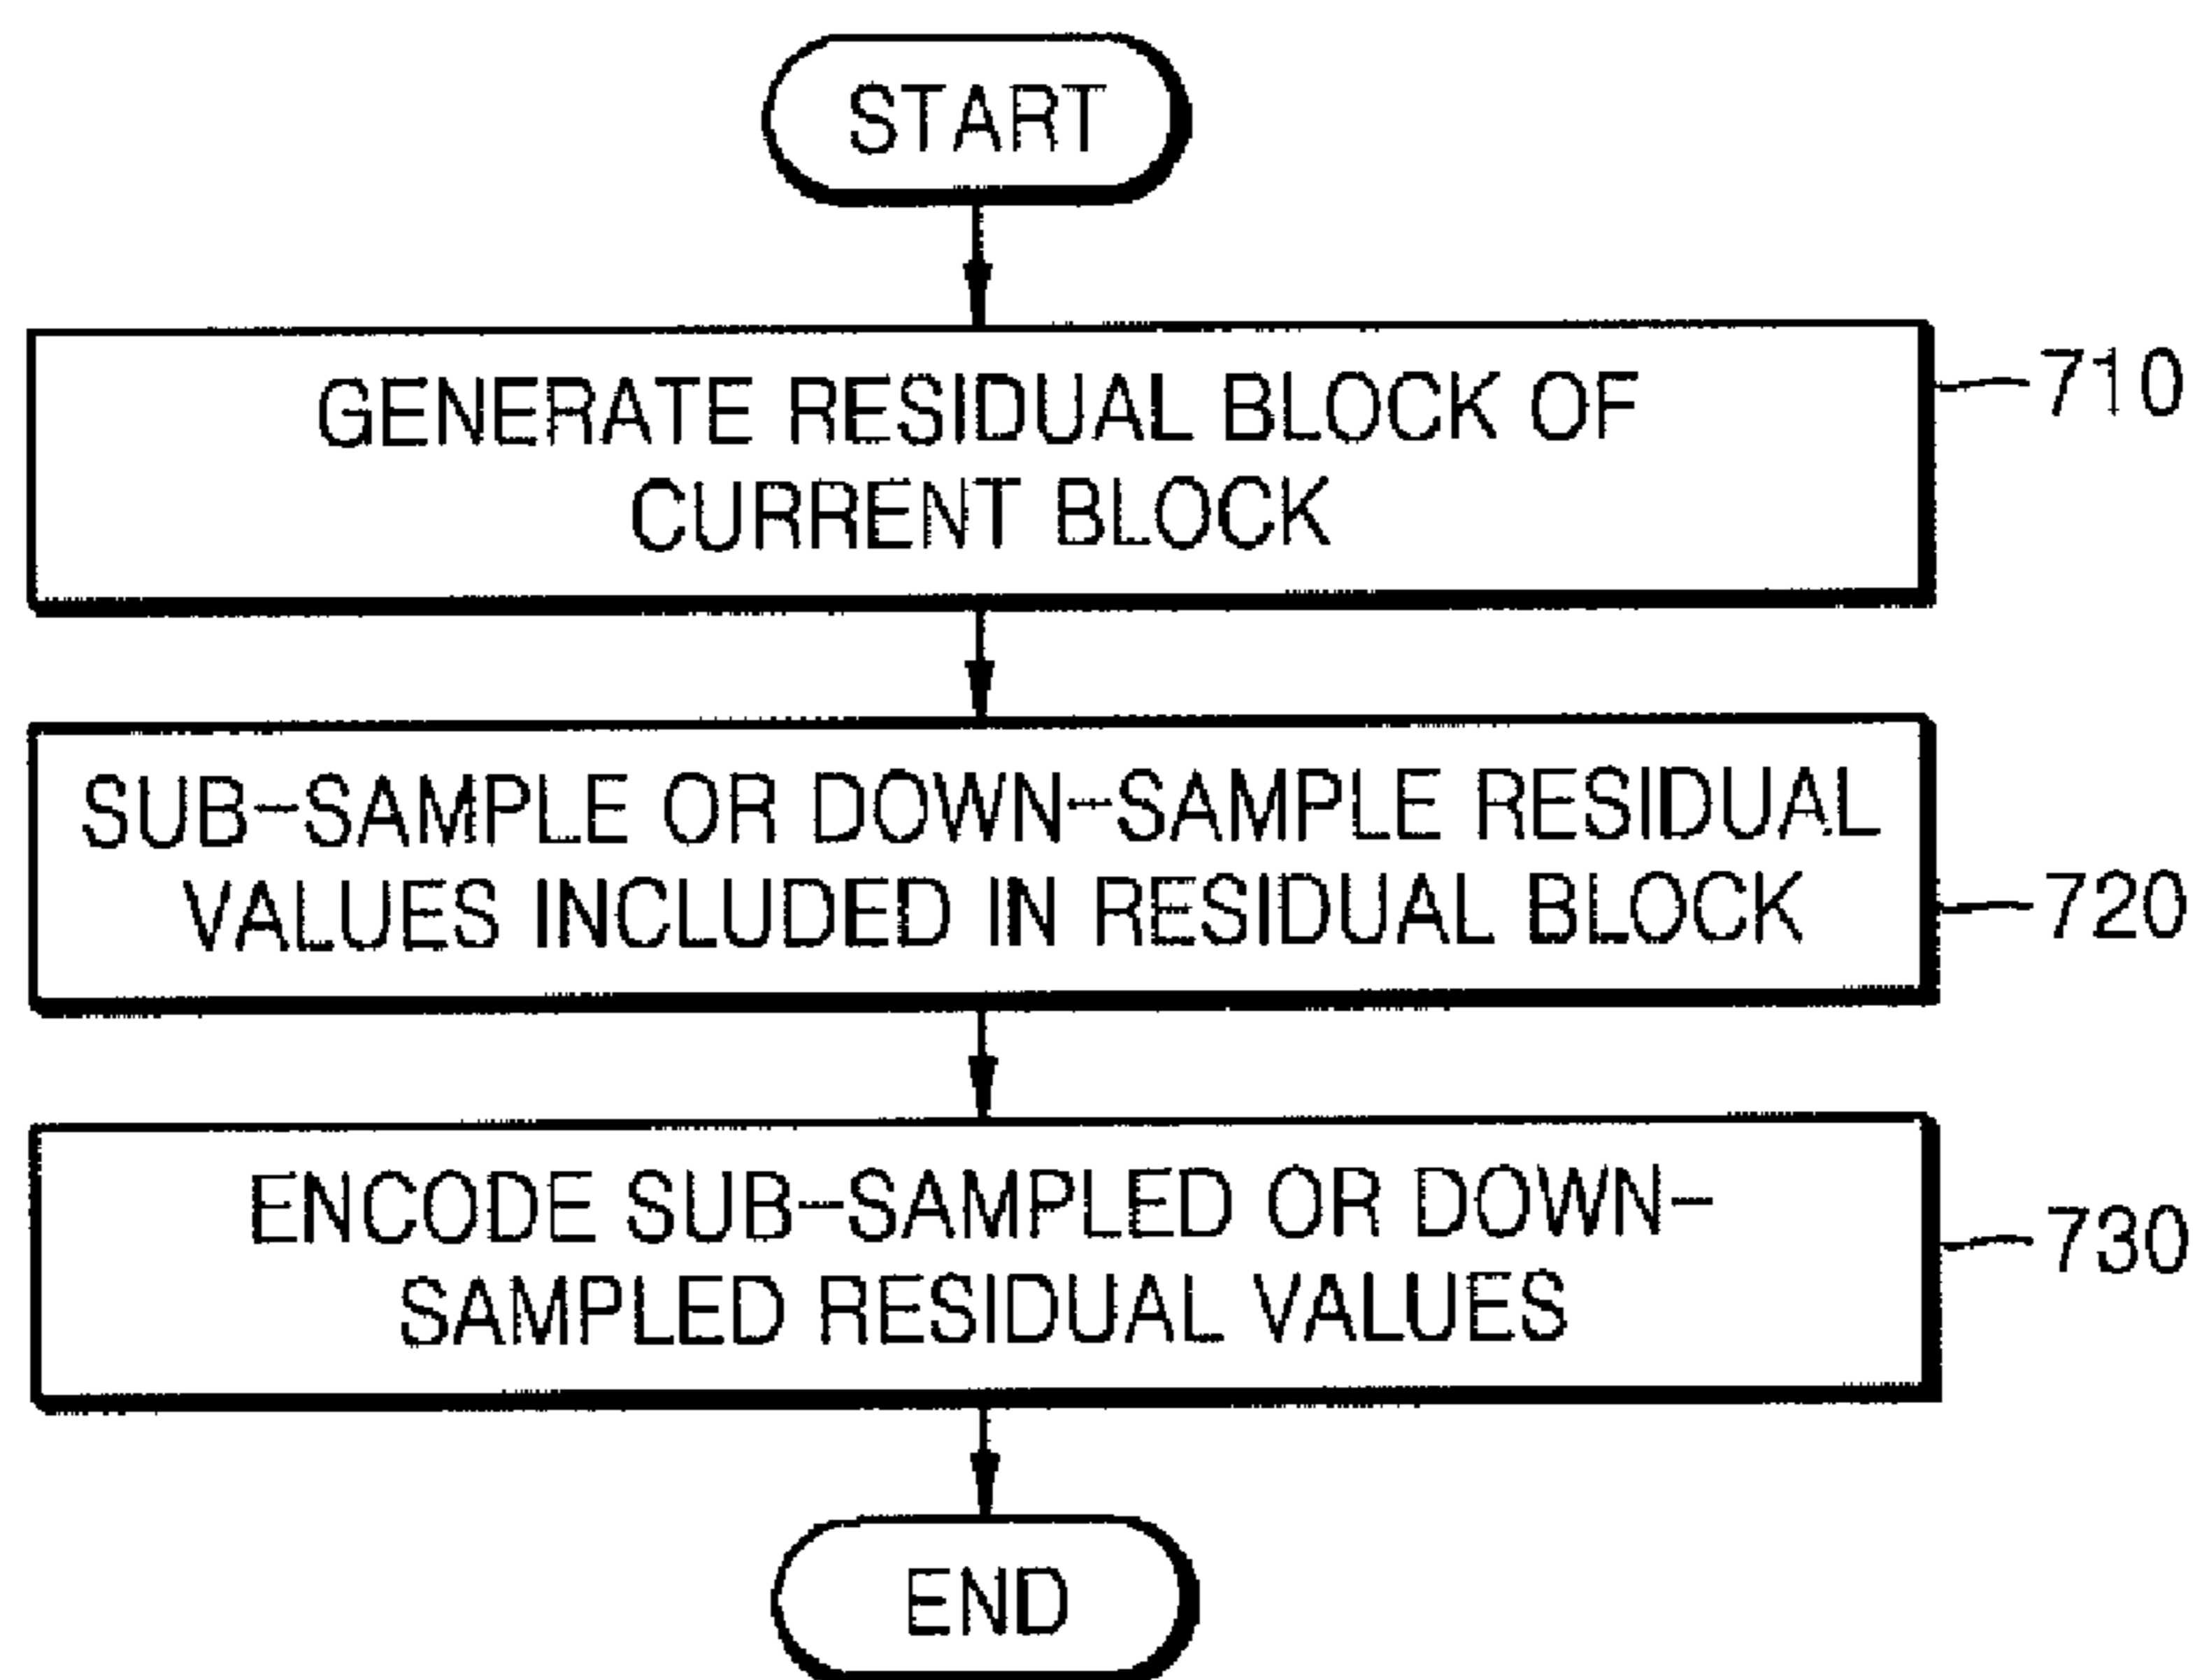 START
GENERATE RESIDUAL BLOCK OF
CURRENT BLOCK
710
SUB-SAMPLE OR DOWN-SAMPLE RESIDUAL
VALUES INCLUDED IN RESIDUAL BLOCK
720
ENCODE SUB-SAMPLED OR DOWN-
SAMPLED RESIDUAL VALUES
730
END